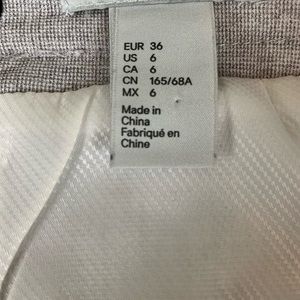 EUR 36
US 6
CA 6
CN 165/68A
MX 6
Made in
China
Fabriqué en
Chine